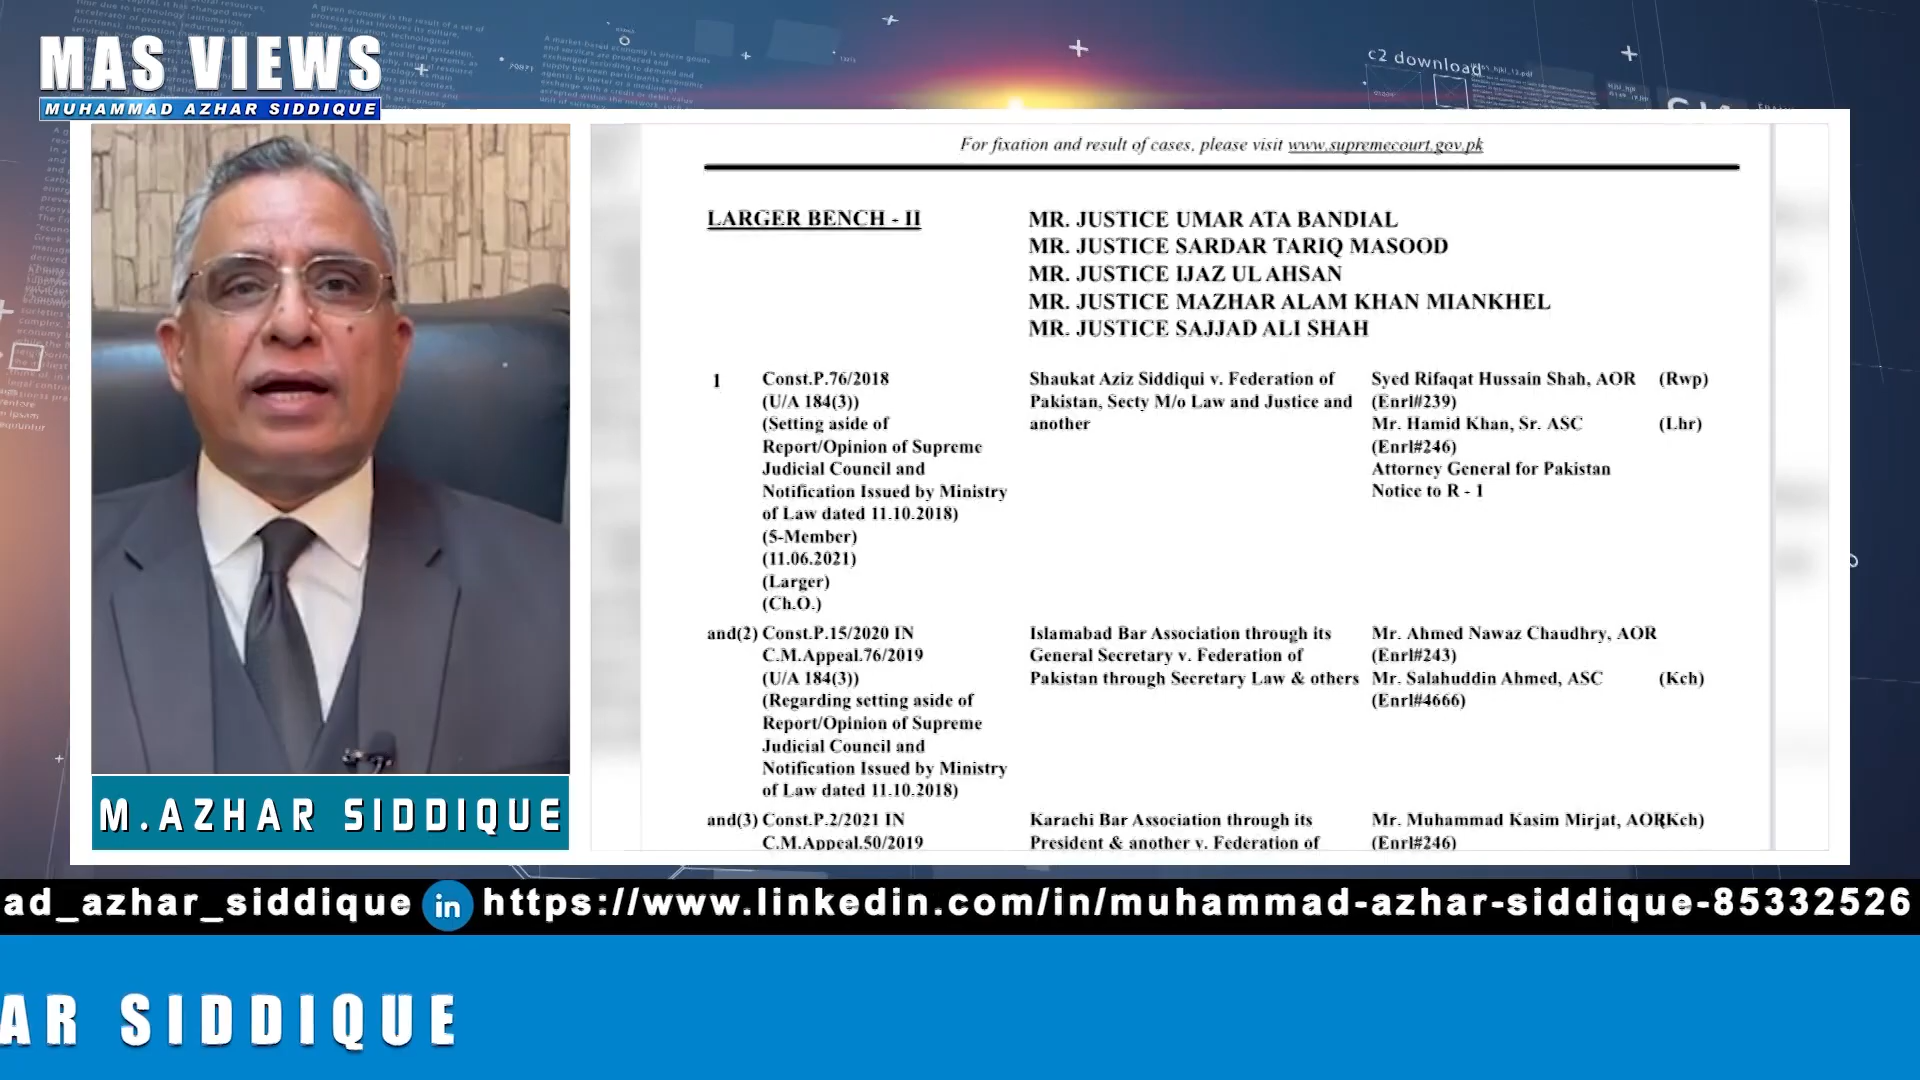 MAS VIEWS
MUHAMMAD AZHAR SIDDIQUE
c2 download
For fixation and result of cases, please visit www.supremecourt.gov.pk
LARGER BENCH - II
MR. JUSTICE UMAR ATA BANDIAL
MR. JUSTICE SARDAR TARIQ MASOOD
MR. JUSTICE IJAZ UL AHSAN
MR. JUSTICE MAZHAR ALAM KHAN MIANKHEL
MR. JUSTICE SAJJAD ALI SHAH
1 Const.P.76/2018 Shaukat Aziz Siddiqui v. Federation of Syed Rifaqat Hussain Shah, AOR (Rwp)
(U/A 184(3)) Pakistan, Secty M/o Law and Justice and (Enrl#239)
(Setting aside of another Mr. Hamid Khan, Sr. ASC (Lhr)
Report/Opinion of Supreme (Enrl#246)
Judicial Council and Attorney General for Pakistan
Notification Issued by Ministry Notice to R - 1
of Law dated 11.10.2018)
(5-Member)
(11.06.2021)
(Larger)
(Ch.O.)
and(2) Const.P.15/2020 IN Islamabad Bar Association through its Mr. Ahmed Nawaz Chaudhry, AOR
C.M.Appeal.76/2019 General Secretary v. Federation of (Enrl#243)
(U/A 184(3)) Pakistan through Secretary Law & others Mr. Salahuddin Ahmed, ASC (Kch)
(Regarding setting aside of (Enrl#4666)
Report/Opinion of Supreme
Judicial Council and
Notification Issued by Ministry
of Law dated 11.10.2018)
and(3) Const.P.2/2021 IN Karachi Bar Association through its Mr. Muhammad Kasim Mirjat, AOR (Kch)
C.M.Appeal.50/2019 President & another v. Federation of (Enrl#246)
M.AZHAR SIDDIQUE
ad_azhar_siddique in https://www.linkedin.com/in/muhammad-azhar-siddique-85332526
AR SIDDIQUE